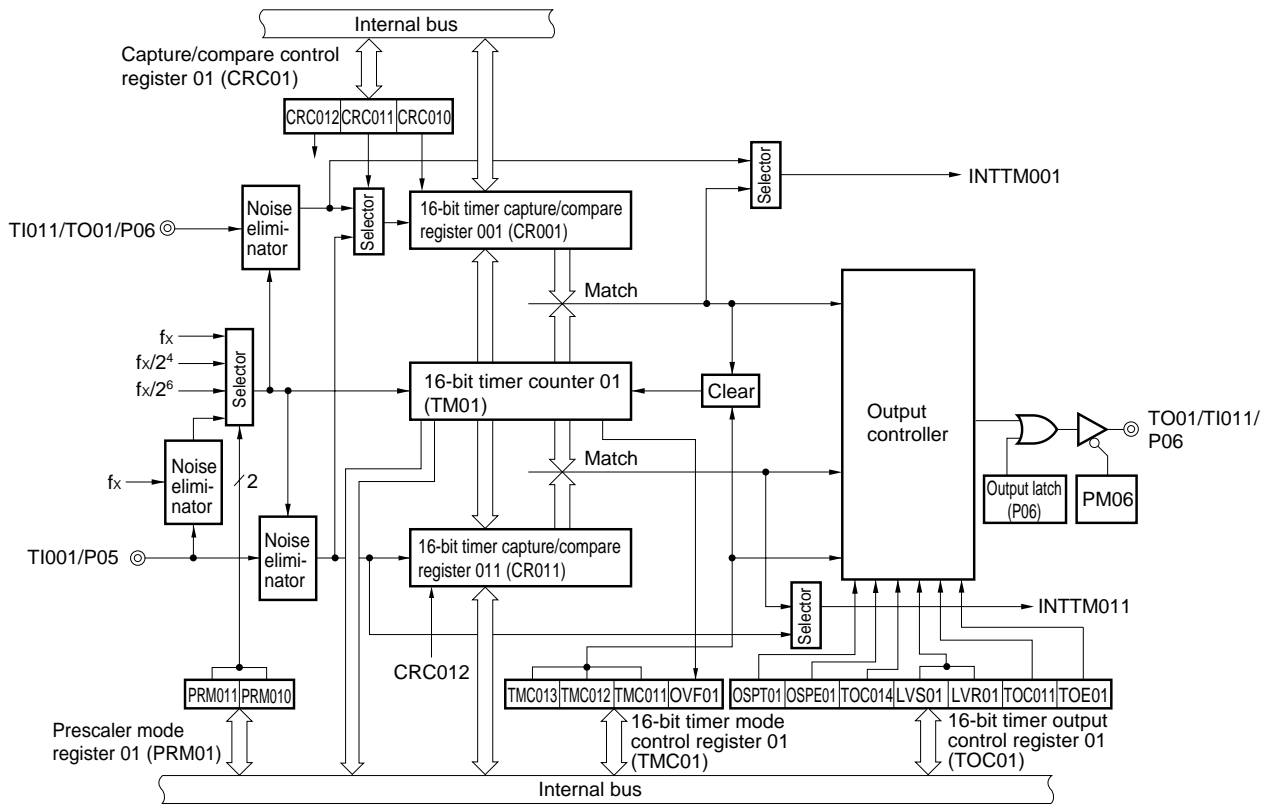 Internal bus
Capture/compare control
register 01 (CRC01)
CRC012 CRC011 CRC010
Selector
INTTM001
TI011/TO01/P06
Noise
elimi-
nator
Selector
16-bit timer capture/compare
register 001 (CR001)
Match
fX
fX/2⁴
fX/2⁶
Selector
16-bit timer counter 01
(TM01)
Clear
Output
controller
TO01/TI011/
P06
Output latch
(P06)
PM06
fX
Noise
elimi-
nator
2
Match
TI001/P05
Noise
elimi-
nator
16-bit timer capture/compare
register 011 (CR011)
Selector
INTTM011
CRC012
PRM011 PRM010
Prescaler mode
register 01 (PRM01)
TMC013 TMC012 TMC011 OVF01
16-bit timer mode
control register 01
(TMC01)
OSPT01 OSPE01 TOC014 LVS01 LVR01 TOC011 TOE01
16-bit timer output
control register 01
(TOC01)
Internal bus